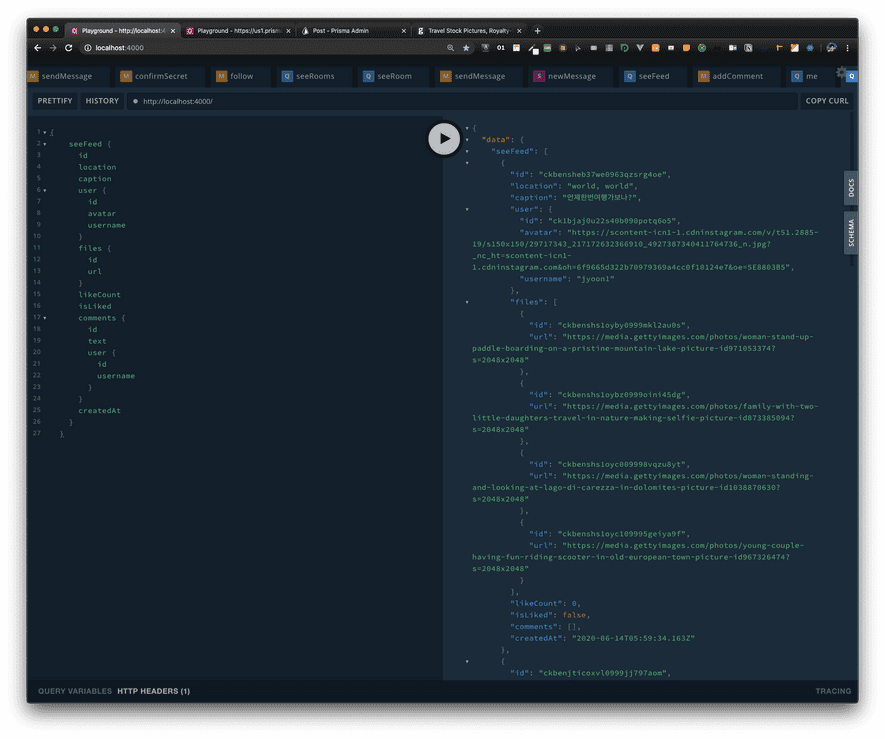 Playground - http://localhost:4
Playground - https://us1.prism
Post - Prisma Admin
Travel Stock Pictures, Royalty-
localhost:4000
M sendMessage
M confirmSecret
M follow
Q seeRooms
Q seeRoom
M sendMessage
S newMessage
Q seeFeed
M addComment
Q me
Q
PRETTIFY
HISTORY
http://localhost:4000/
COPY CURL
1 {
2 seeFeed {
3 id
4 location
5 caption
6 user {
7 id
8 avatar
9 username
10 }
11 files {
12 id
13 url
14 }
15 likeCount
16 isLiked
17 comments {
18 id
19 text
20 user {
21 id
22 username
23 }
24 }
25 createdAt
26 }
27 }
{
"data": {
"seeFeed": [
{
"id": "ckbensheb37we0963qzsrg4oe",
"location": "world, world",
"caption": "언제한번여행가보나?",
"user": {
"id": "ck1bjaj0u22s40b090potq6o5",
"avatar": "https://scontent-icn1-1.cdninstagram.com/v/t51.2885-
19/s150x150/29717343_217172632366910_4927387340411764736_n.jpg?
_nc_ht=scontent-icn1-
1.cdninstagram.com&oh=6f9665d322b70979369a4cc0f10124e7&oe=5E8803B5",
"username": "jyoon1"
},
"files": [
{
"id": "ckbenshs1oyby0999mkl2au0s",
"url": "https://media.gettyimages.com/photos/woman-stand-up-
paddle-boarding-on-a-pristine-mountain-lake-picture-id971053374?
s=2048x2048"
},
{
"id": "ckbenshs1oybz0999oini45dg",
"url": "https://media.gettyimages.com/photos/family-with-two-
little-daughters-travel-in-nature-making-selfie-picture-id873385094?
s=2048x2048"
},
{
"id": "ckbenshs1oyc009998vqzu8yt",
"url": "https://media.gettyimages.com/photos/woman-standing-
and-looking-at-lago-di-carezza-in-dolomites-picture-id1038870630?
s=2048x2048"
},
{
"id": "ckbenshs1oyc109995geiya9f",
"url": "https://media.gettyimages.com/photos/young-couple-
having-fun-riding-scooter-in-old-european-town-picture-id967326474?
s=2048x2048"
}
],
"likeCount": 0,
"isLiked": false,
"comments": [],
"createdAt": "2020-06-14T05:59:34.163Z"
},
{
"id": "ckbenjticoxvl0999jj797aom",
DOCS
SCHEMA
QUERY VARIABLES
HTTP HEADERS (1)
TRACING